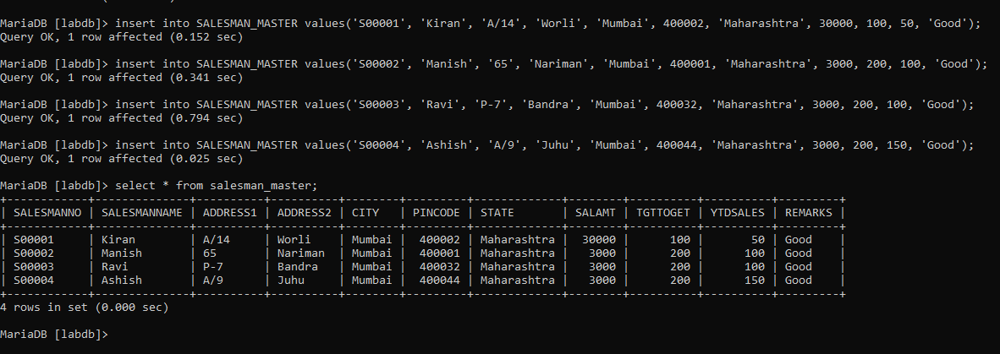 MariaDB [labdb]> insert into SALESMAN_MASTER values('S00001', 'Kiran', 'A/14', 'Worli', 'Mumbai', 400002, 'Maharashtra', 30000, 100, 50, 'Good');
Query OK, 1 row affected (0.152 sec)

MariaDB [labdb]> insert into SALESMAN_MASTER values('S00002', 'Manish', '65', 'Nariman', 'Mumbai', 400001, 'Maharashtra', 3000, 200, 100, 'Good');
Query OK, 1 row affected (0.341 sec)

MariaDB [labdb]> insert into SALESMAN_MASTER values('S00003', 'Ravi', 'P-7', 'Bandra', 'Mumbai', 400032, 'Maharashtra', 3000, 200, 100, 'Good');
Query OK, 1 row affected (0.794 sec)

MariaDB [labdb]> insert into SALESMAN_MASTER values('S00004', 'Ashish', 'A/9', 'Juhu', 'Mumbai', 400044, 'Maharashtra', 3000, 200, 150, 'Good');
Query OK, 1 row affected (0.025 sec)

MariaDB [labdb]> select * from salesman_master;
+------------+--------------+----------+----------+--------+---------+-------------+--------+----------+----------+---------+
| SALESMANNO | SALESMANNAME | ADDRESS1 | ADDRESS2 | CITY   | PINCODE | STATE       | SALAMT | TGTTOGET | YTDSALES | REMARKS |
+------------+--------------+----------+----------+--------+---------+-------------+--------+----------+----------+---------+
| S00001     | Kiran        | A/14     | Worli    | Mumbai |  400002 | Maharashtra |  30000 |      100 |       50 | Good    |
| S00002     | Manish       | 65       | Nariman  | Mumbai |  400001 | Maharashtra |   3000 |      200 |      100 | Good    |
| S00003     | Ravi         | P-7      | Bandra   | Mumbai |  400032 | Maharashtra |   3000 |      200 |      100 | Good    |
| S00004     | Ashish       | A/9      | Juhu     | Mumbai |  400044 | Maharashtra |   3000 |      200 |      150 | Good    |
+------------+--------------+----------+----------+--------+---------+-------------+--------+----------+----------+---------+
4 rows in set (0.000 sec)

MariaDB [labdb]>